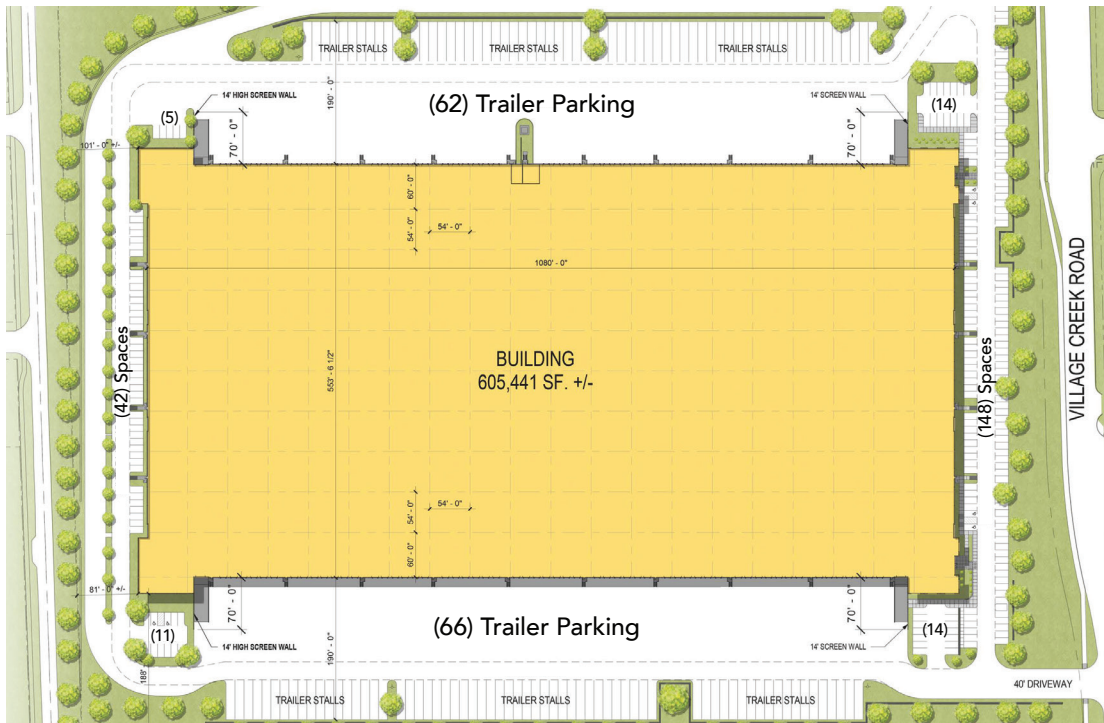 TRAILER STALLS
TRAILER STALLS
TRAILER STALLS
190' - 0"
14' HIGH SCREEN WALL
(62) Trailer Parking
14' SCREEN WALL
(14)
(5)
70' - 0"
70' - 0"
101' - 0" +/-
60' - 0"
54' - 0"
54' - 0"
1080' - 0"
VILLAGE CREEK ROAD
(42) Spaces
553' - 6 1/2"
BUILDING
605,441 SF. +/-
(148) Spaces
54' - 0"
54' - 0"
60' - 0"
81' - 0" +/-
70' - 0"
70' - 0"
(66) Trailer Parking
(11)
(14)
14' HIGH SCREEN WALL
14' SCREEN WALL
190' - 0"
188'
40' DRIVEWAY
TRAILER STALLS
TRAILER STALLS
TRAILER STALLS